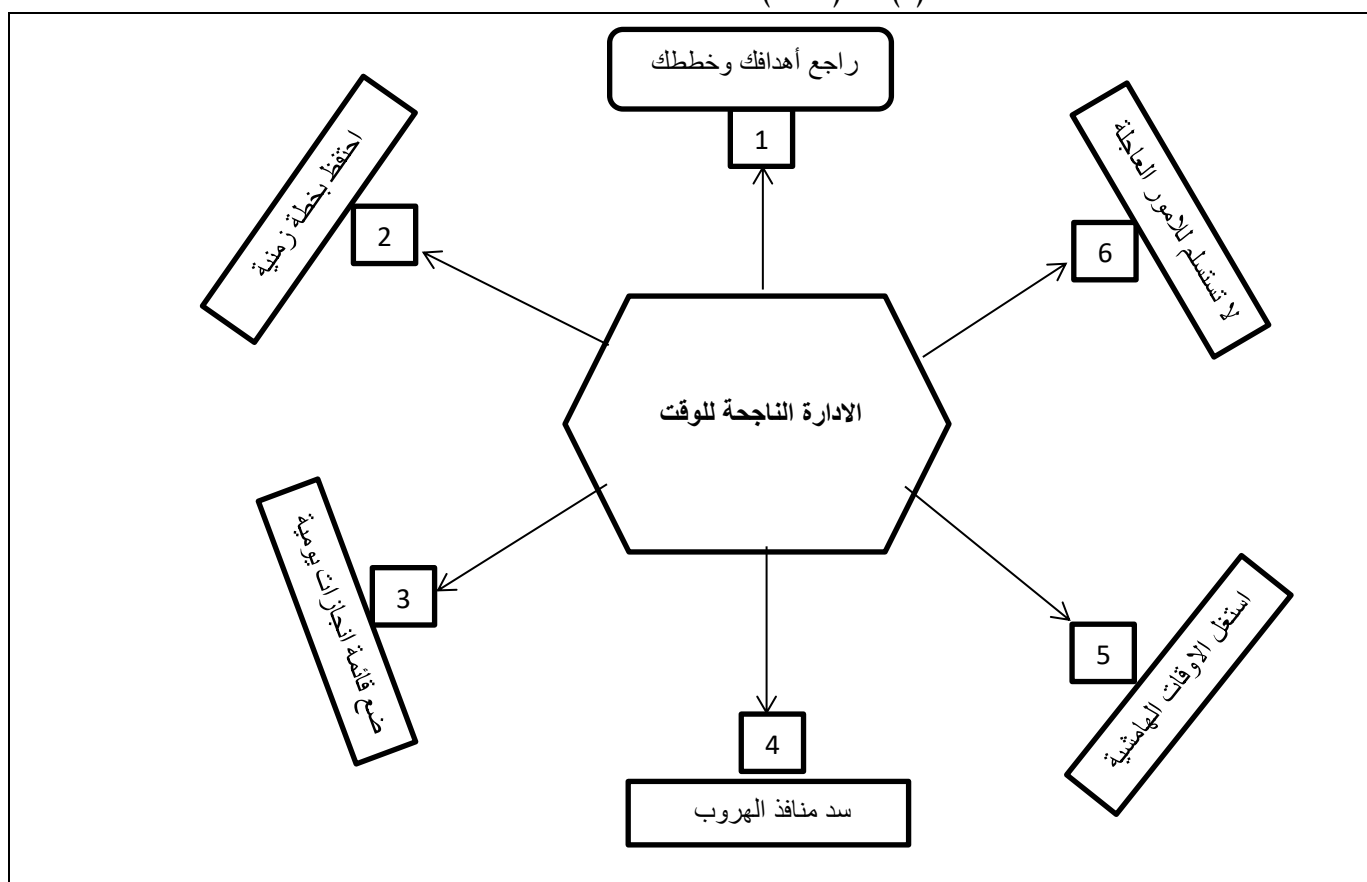 راجع أهدافك وخططك
1
احتفظ بخطة زمنية
2
ضع قائمة انجازات يومية
3
4
سد منافذ الهروب
5
استغل الاوقات الهامشية
6
لا تستسلم للامور العاجلة
الادارة الناجحة للوقت